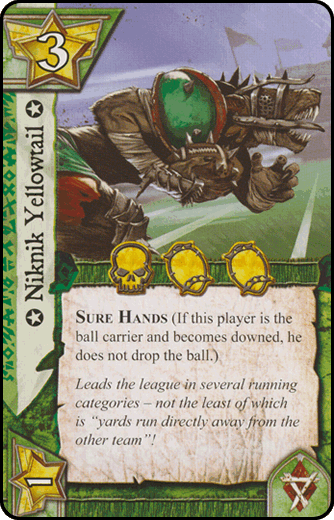 3
✪ Niknik Yellowtail ✪
SURE HANDS (If this player is the
ball carrier and becomes downed, he
does not drop the ball.)
Leads the league in several running
categories – not the least of which
is “yards run directly away from the
other team”!
1